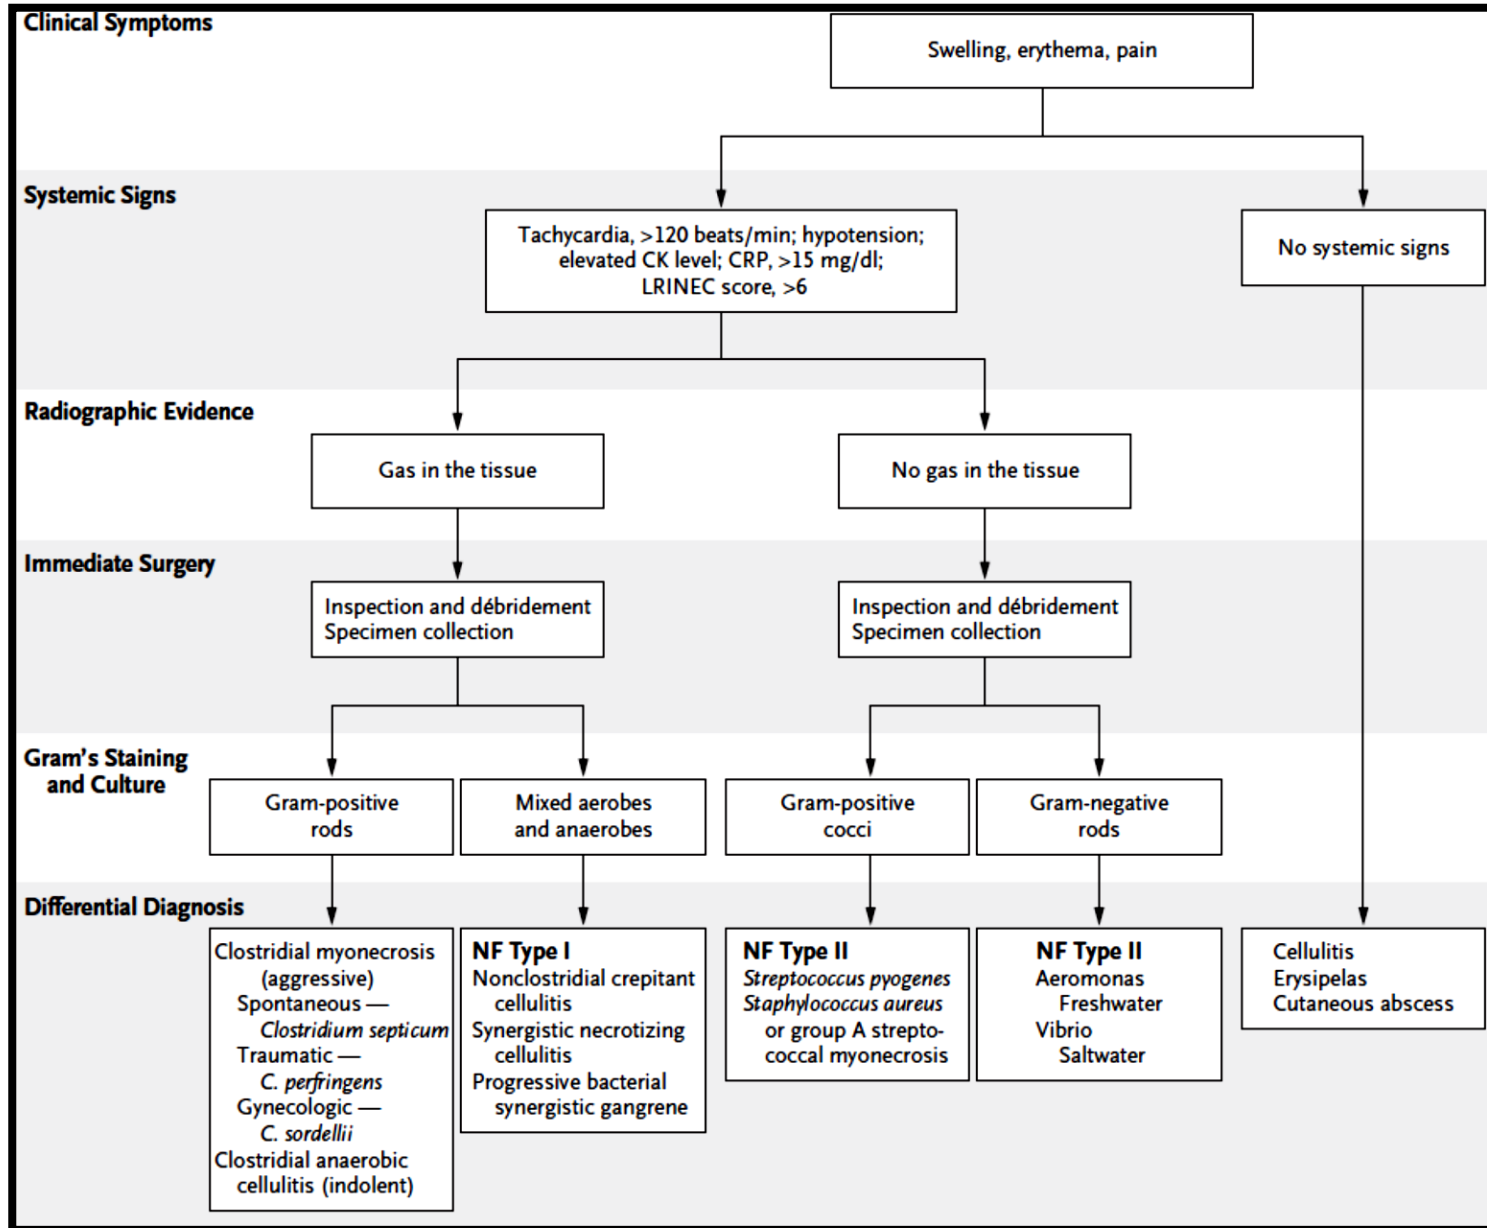 Clinical Symptoms
Swelling, erythema, pain
Systemic Signs
Tachycardia, >120 beats/min; hypotension;
elevated CK level; CRP, >15 mg/dl;
LRINEC score, >6
No systemic signs
Radiographic Evidence
Gas in the tissue
No gas in the tissue
Immediate Surgery
Inspection and débridement
Specimen collection
Inspection and débridement
Specimen collection
Gram’s Staining
and Culture
Gram-positive
rods
Mixed aerobes
and anaerobes
Gram-positive
cocci
Gram-negative
rods
Differential Diagnosis
Clostridial myonecrosis
(aggressive)
Spontaneous —
Clostridium septicum
Traumatic —
C. perfringens
Gynecologic —
C. sordellii
Clostridial anaerobic
cellulitis (indolent)
NF Type I
Nonclostridial crepitant
cellulitis
Synergistic necrotizing
cellulitis
Progressive bacterial
synergistic gangrene
NF Type II
Streptococcus pyogenes
Staphylococcus aureus
or group A strepto-
coccal myonecrosis
NF Type II
Aeromonas
Freshwater
Vibrio
Saltwater
Cellulitis
Erysipelas
Cutaneous abscess